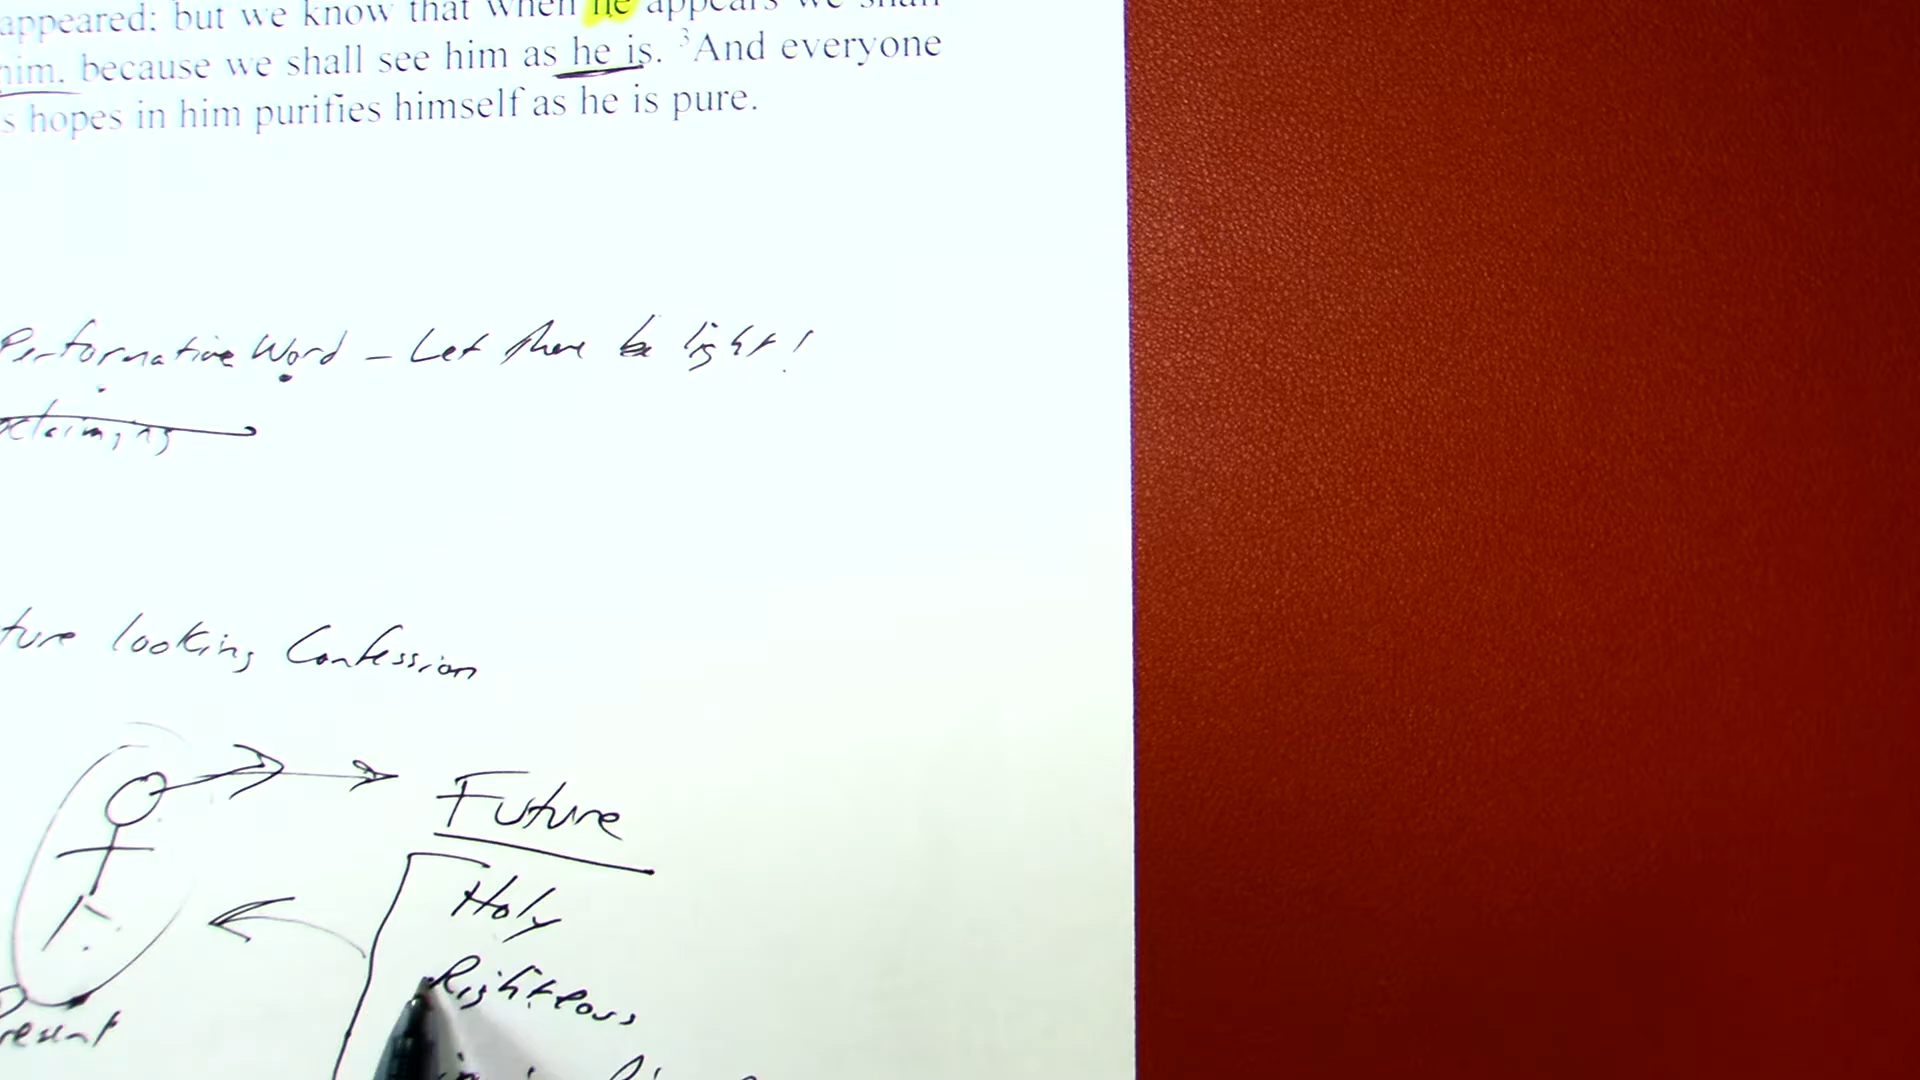 appeared; but we know that when he appears we shall
him, because we shall see him as he is. 3And everyone
s hopes in him purifies himself as he is pure.
Performative Word – Let there be light!
claiming
ture looking Confession
Future
Holy
Righteous
Present